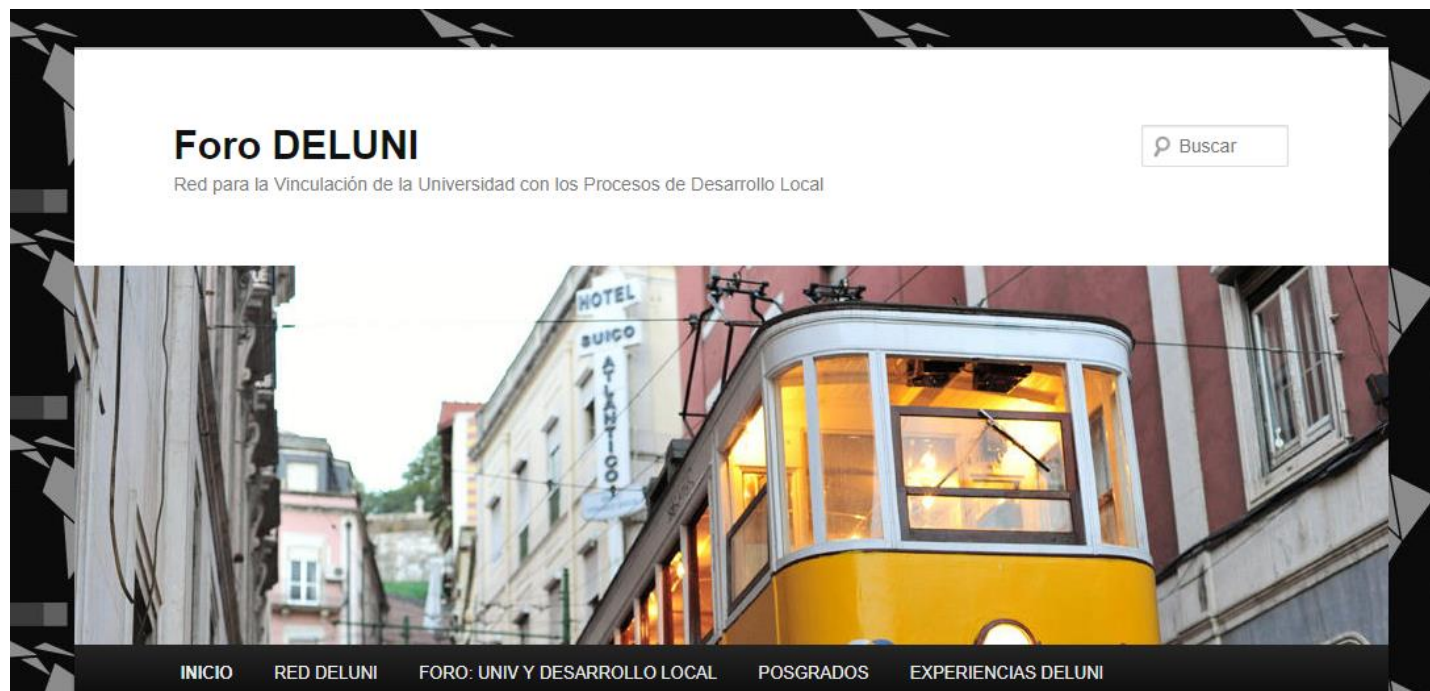 Foro DELUNI
Red para la Vinculación de la Universidad con los Procesos de Desarrollo Local
Buscar
HOTEL
SUIÇO
ATLANTICO
INICIO RED DELUNI FORO: UNIV Y DESARROLLO LOCAL POSGRADOS EXPERIENCIAS DELUNI